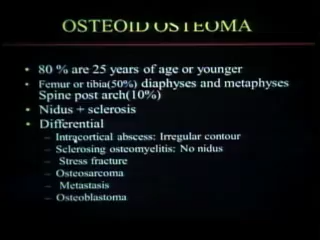 OSTEOID OSTEOMA
• 80 % are 25 years of age or younger
• Femur or tibia(50%) diaphyses and metaphyses
Spine post arch(10%)
• Nidus + sclerosis
• Differential
– Intracortical abscess: Irregular contour
– Sclerosing osteomyelitis: No nidus
– Stress fracture
– Osteosarcoma
– Metastasis
– Osteoblastoma